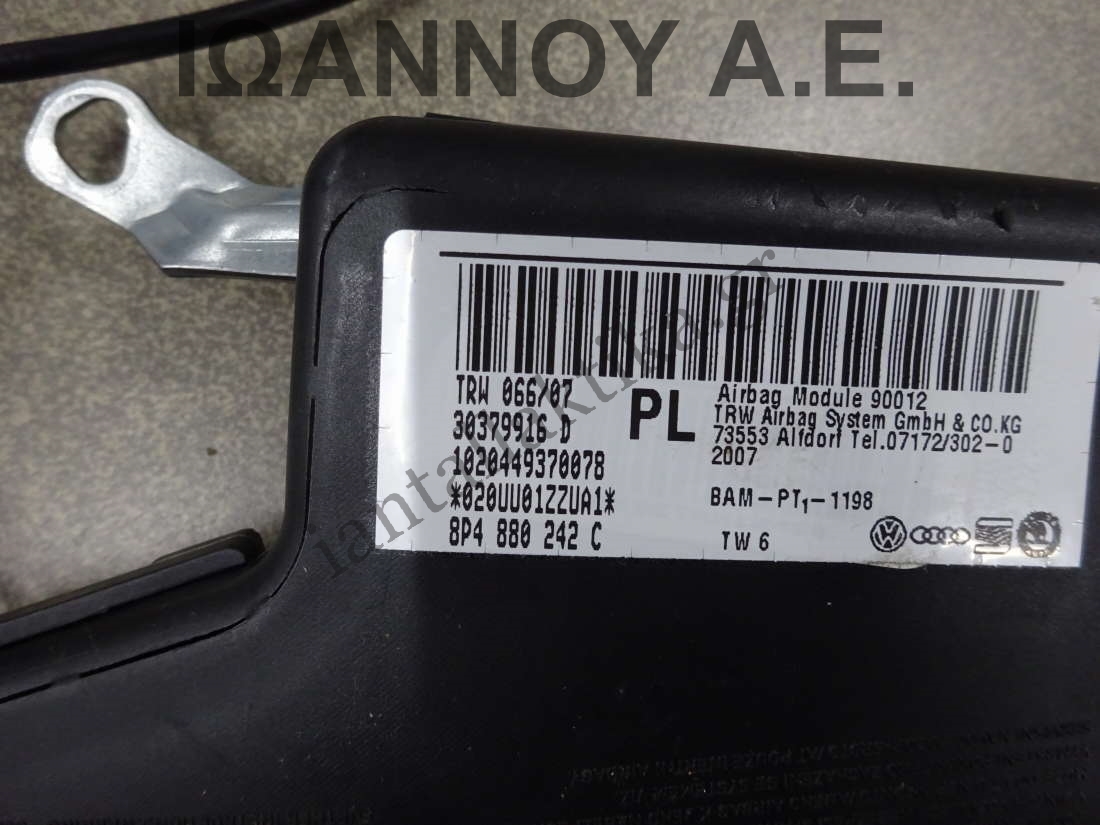 ΙΩΑΝΝΟΥ Α.Ε.
iantallaktika.gr
TRW 066/07
30379916 D
1020449370078
*020UU01ZZUA1*
8P4 880 242 C
PL
Airbag Module 90012
TRW Airbag System GmbH & CO.KG
73553 Alfdorf Tel.07172/302-0
2007
BAM-PT1-1198
TW 6